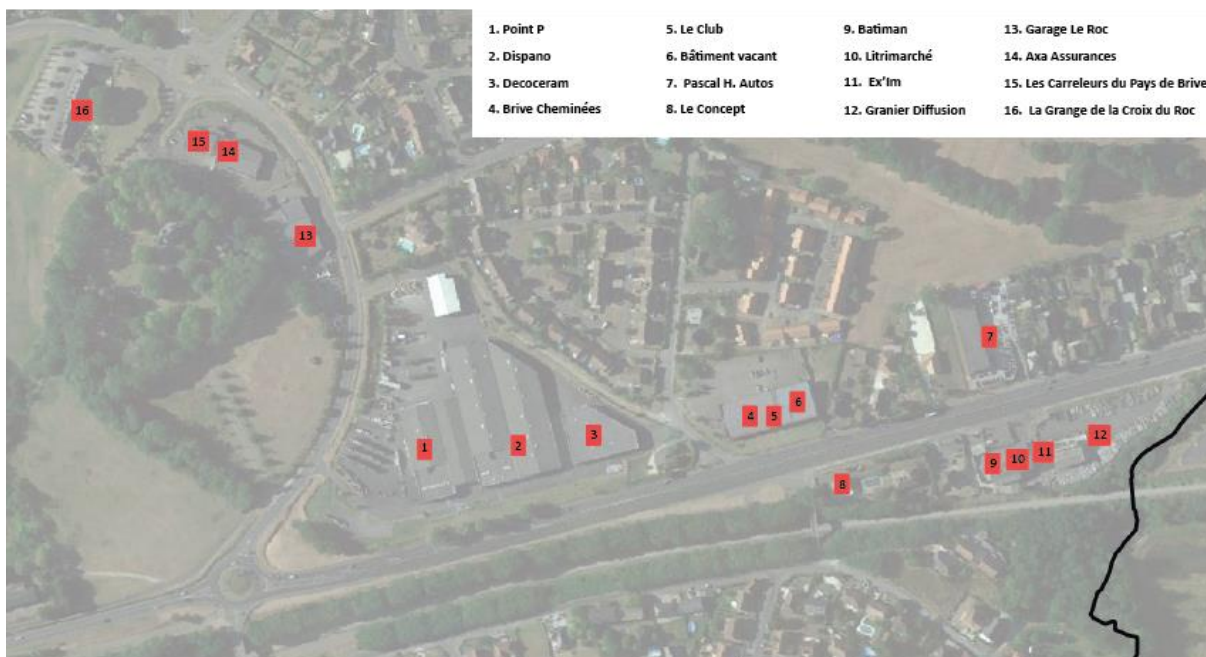 1. Point P
2. Dispano
3. Decoceram
4. Brive Cheminées
5. Le Club
6. Bâtiment vacant
7. Pascal H. Autos
8. Le Concept
9. Batiman
10. Litrimarché
11. Ex'Im
12. Granier Diffusion
13. Garage Le Roc
14. Axa Assurances
15. Les Carreleurs du Pays de Brive
16. La Grange de la Croix du Roc
16
15
14
13
7
6
4
5
3
2
1
12
11
10
9
8